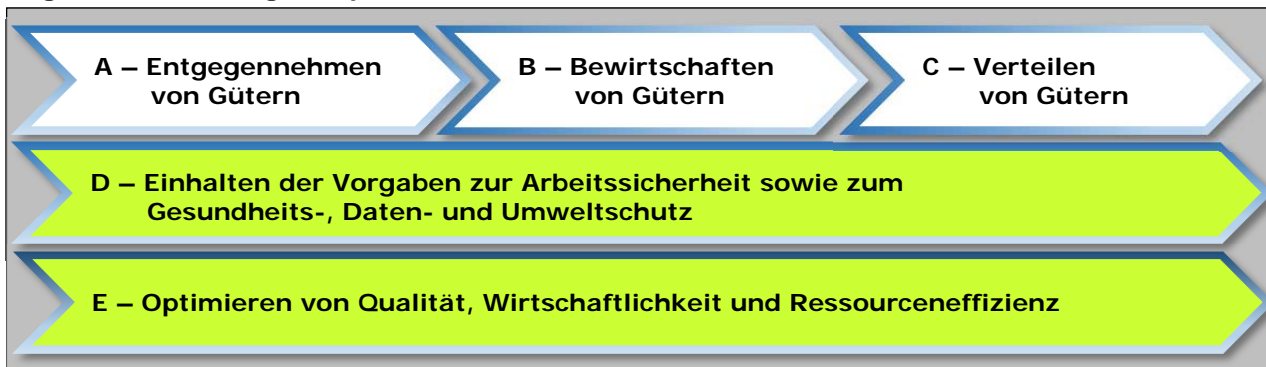 A – Entgegennehmen
von Gütern
B – Bewirtschaften
von Gütern
C – Verteilen
von Gütern
D – Einhalten der Vorgaben zur Arbeitssicherheit sowie zum
Gesundheits-, Daten- und Umweltschutz
E – Optimieren von Qualität, Wirtschaftlichkeit und Ressourceneffizienz